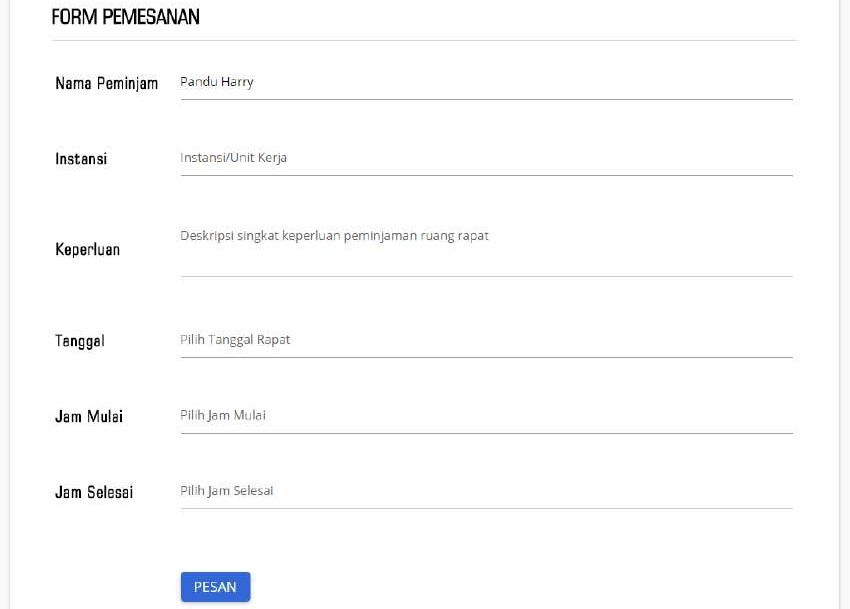 FORM PEMESANAN
Nama Peminjam Pandu Harry
Instansi Instansi/Unit Kerja
Keperluan Deskripsi singkat keperluan peminjaman ruang rapat
Tanggal Pilih Tanggal Rapat
Jam Mulai Pilih Jam Mulai
Jam Selesai Pilih Jam Selesai
PESAN